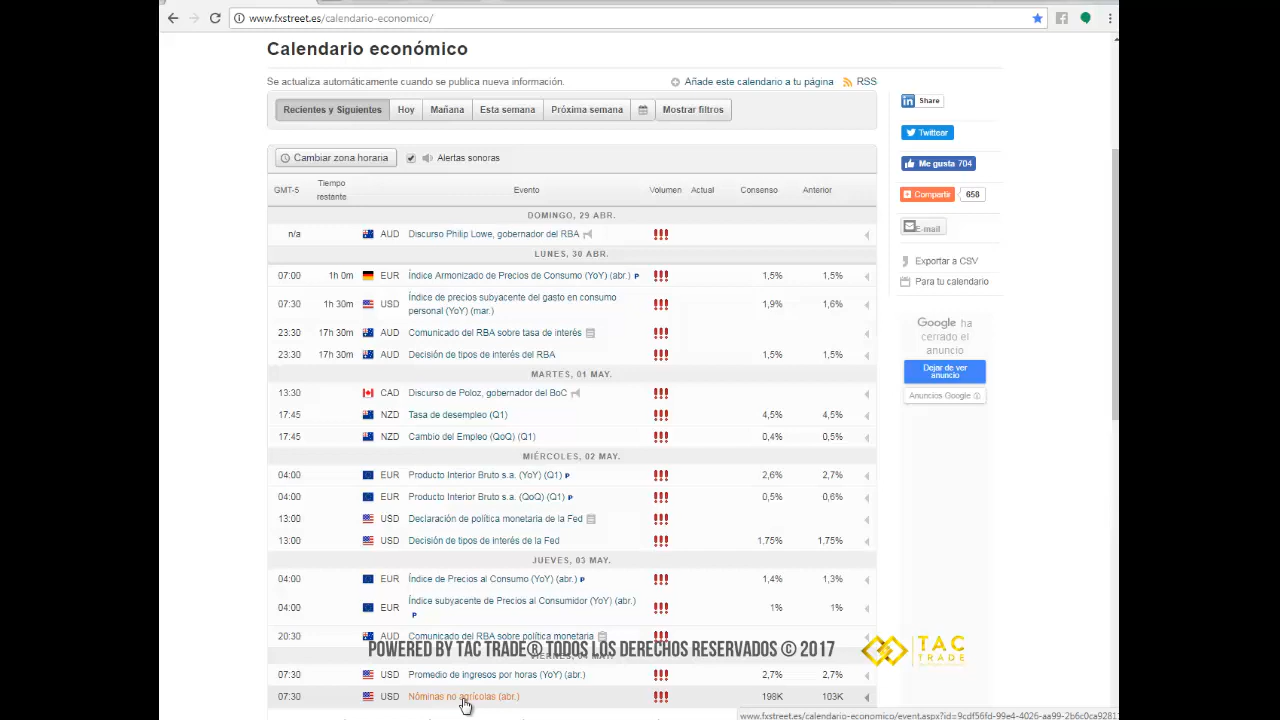 www.fxstreet.es/calendario-economico/
Calendario económico
Se actualiza automáticamente cuando se publica nueva información.
Añade este calendario a tu página
RSS
Recientes y Siguientes Hoy Mañana Esta semana Próxima semana Mostrar filtros
Cambiar zona horaria Alertas sonoras
GMT-5 Tiempo restante Evento Volumen Actual Consenso Anterior
DOMINGO, 29 ABR.
n/a AUD Discurso Philip Lowe, gobernador del RBA
LUNES, 30 ABR.
07:00 1h 0m EUR Índice Armonizado de Precios de Consumo (YoY) (abr.) P 1,5% 1,5%
07:30 1h 30m USD Índice de precios subyacente del gasto en consumo
personal (YoY) (mar.) 1,9% 1,6%
23:30 17h 30m AUD Comunicado del RBA sobre tasa de interés
23:30 17h 30m AUD Decisión de tipos de interés del RBA 1,5% 1,5%
MARTES, 01 MAY.
13:30 CAD Discurso de Poloz, gobernador del BoC
17:45 NZD Tasa de desempleo (Q1) 4,5% 4,5%
17:45 NZD Cambio del Empleo (QoQ) (Q1) 0,4% 0,5%
MIÉRCOLES, 02 MAY.
04:00 EUR Producto Interior Bruto s.a. (YoY) (Q1) P 2,6% 2,7%
04:00 EUR Producto Interior Bruto s.a. (QoQ) (Q1) P 0,5% 0,6%
13:00 USD Declaración de política monetaria de la Fed
13:00 USD Decisión de tipos de interés de la Fed 1,75% 1,75%
JUEVES, 03 MAY.
04:00 EUR Índice de Precios al Consumo (YoY) (abr.) P 1,4% 1,3%
04:00 EUR Índice subyacente de Precios al Consumidor (YoY) (abr.)
P 1% 1%
20:30 AUD Comunicado del RBA sobre política monetaria
POWERED BY TAC TRADE® TODOS LOS DERECHOS RESERVADOS © 2017
TAC
TRADE
VIERNES, 04 MAY.
07:30 USD Promedio de ingresos por horas (YoY) (abr.) 2,7% 2,7%
07:30 USD Nóminas no agrícolas (abr.) 198K 103K
Share
Twittear
Me gusta 704
Compartir 658
E-mail
Exportar a CSV
Para tu calendario
Google ha
cerrado el
anuncio
Dejar de ver
anuncio
Anuncios Google